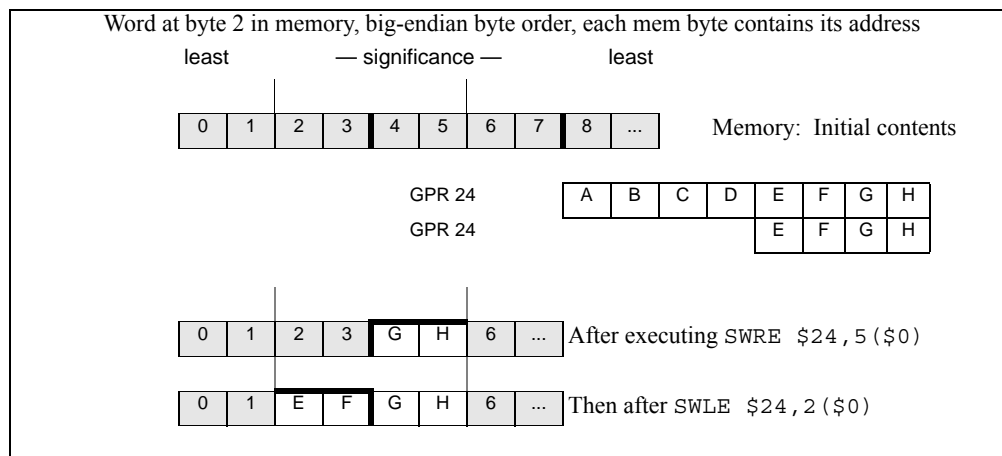 Word at byte 2 in memory, big-endian byte order, each mem byte contains its address
least — significance — least
0 1 2 3 4 5 6 7 8 ... Memory: Initial contents
GPR 24 A B C D E F G H
GPR 24 E F G H
0 1 2 3 G H 6 ... After executing SWRE $24,5($0)
0 1 E F G H 6 ... Then after SWLE $24,2($0)